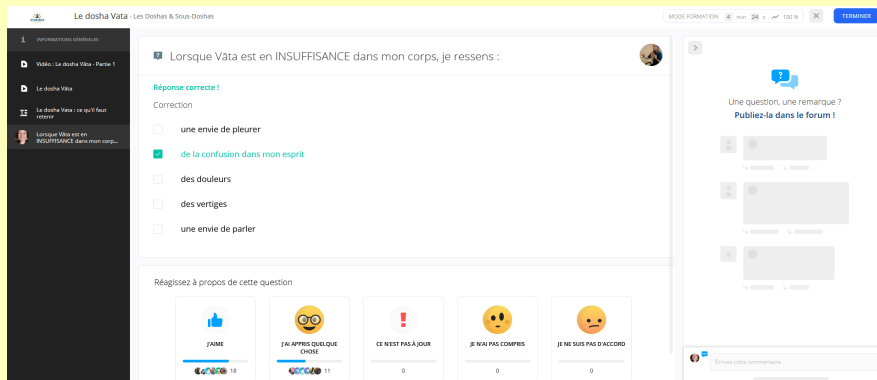 Le dosha Vata - Les Doshas & Sous-Doshas
MODE FORMATION 4 min 24 s 100 %
TERMINER
INFORMATIONS GÉNÉRALES
Vidéo : Le dosha Vâta - Partie 1
Le dosha Vâta
Le dosha Vata : ce qu'il faut
retenir
Lorsque Vâta est en
INSUFFISANCE dans mon corp...
Lorsque Vâta est en INSUFFISANCE dans mon corps, je ressens :
Réponse correcte !
Correction
une envie de pleurer
de la confusion dans mon esprit
des douleurs
des vertiges
une envie de parler
Réagissez à propos de cette question
J'AIME
18
J'AI APPRIS QUELQUE
CHOSE
11
CE N'EST PAS À JOUR
0
JE N'AI PAS COMPRIS
0
JE NE SUIS PAS D'ACCORD
0
Une question, une remarque ?
Publiez-la dans le forum !
Écrivez votre commentaire